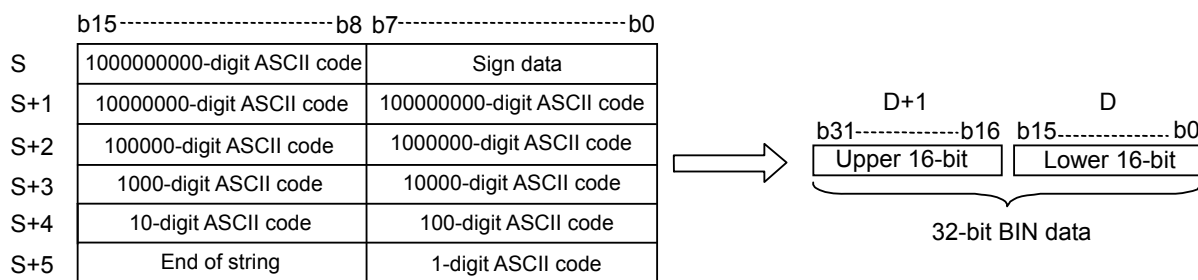 b15 b8 b7 b0
S 1000000000-digit ASCII code Sign data
S+1 10000000-digit ASCII code 100000000-digit ASCII code
S+2 100000-digit ASCII code 1000000-digit ASCII code
S+3 1000-digit ASCII code 10000-digit ASCII code
S+4 10-digit ASCII code 100-digit ASCII code
S+5 End of string 1-digit ASCII code
D+1 D
b31 b16 b15 b0
Upper 16-bit Lower 16-bit
32-bit BIN data